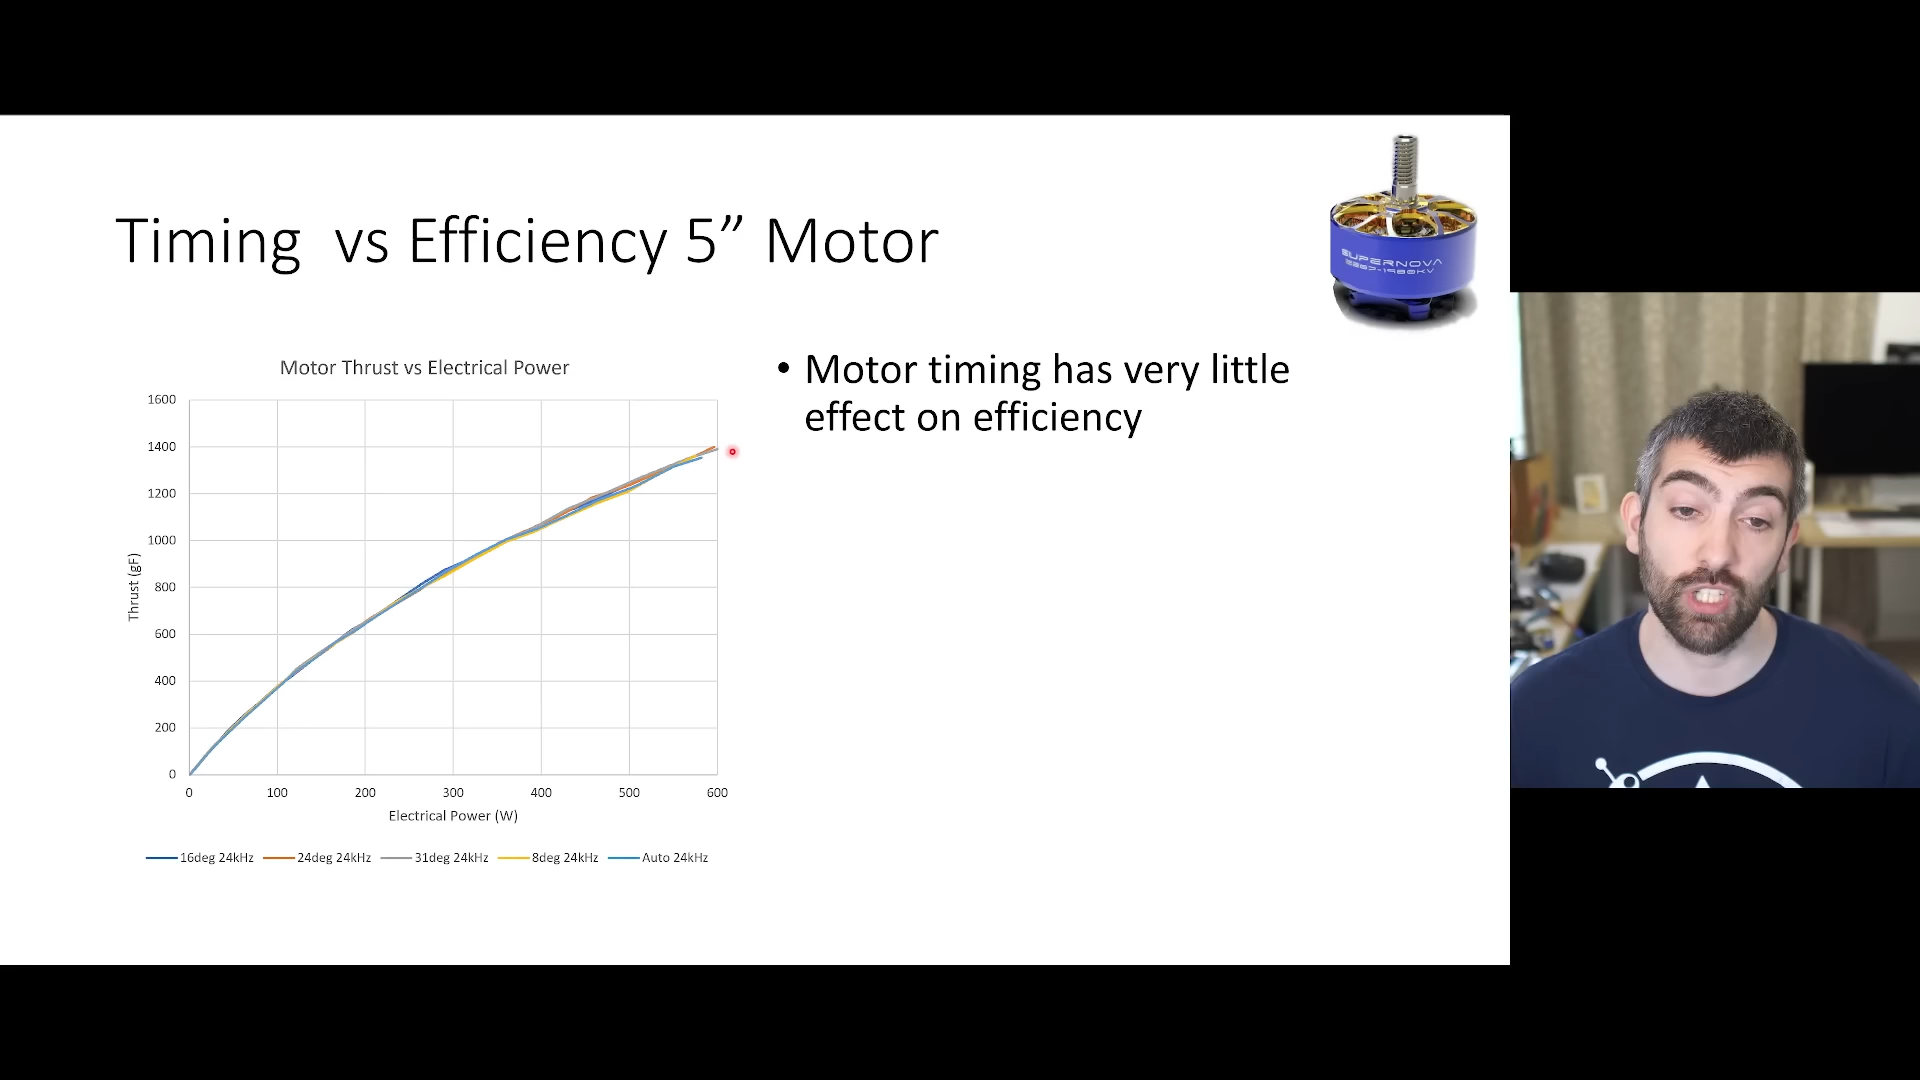 Timing vs Efficiency 5” Motor
SUPERNOVA
2207-1980KV
Motor Thrust vs Electrical Power
• Motor timing has very little
effect on efficiency
1600
1400
1200
1000
800
600
400
200
0
Thrust (gF)
0 100 200 300 400 500 600
Electrical Power (W)
16deg 24kHz 24deg 24kHz 31deg 24kHz 8deg 24kHz Auto 24kHz